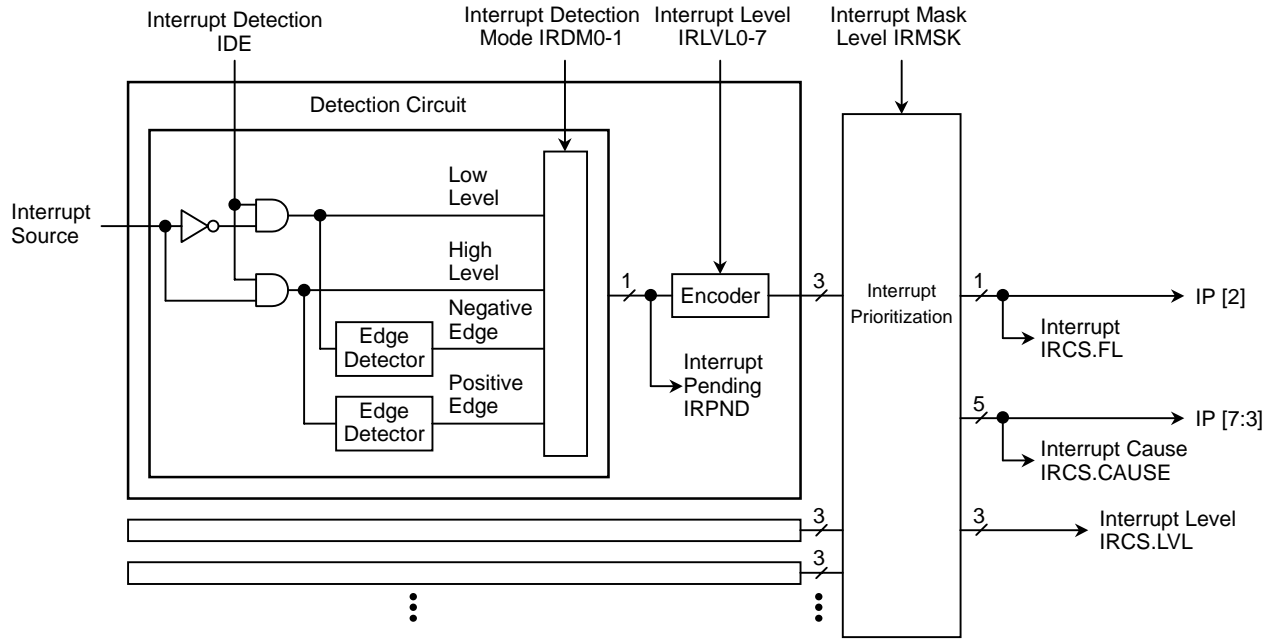 Interrupt Detection
IDE
Interrupt Detection
Mode IRDM0-1
Interrupt Level
IRLVL0-7
Interrupt Mask
Level IRMSK
Detection Circuit
Interrupt
Source
Low
Level
High
Level
Negative
Edge
Edge
Detector
Positive
Edge
Edge
Detector
1
Encoder
3
Interrupt
Pending
IRPND
Interrupt
Prioritization
1
IP [2]
Interrupt
IRCS.FL
5
IP [7:3]
Interrupt Cause
IRCS.CAUSE
3
3
Interrupt Level
IRCS.LVL
3